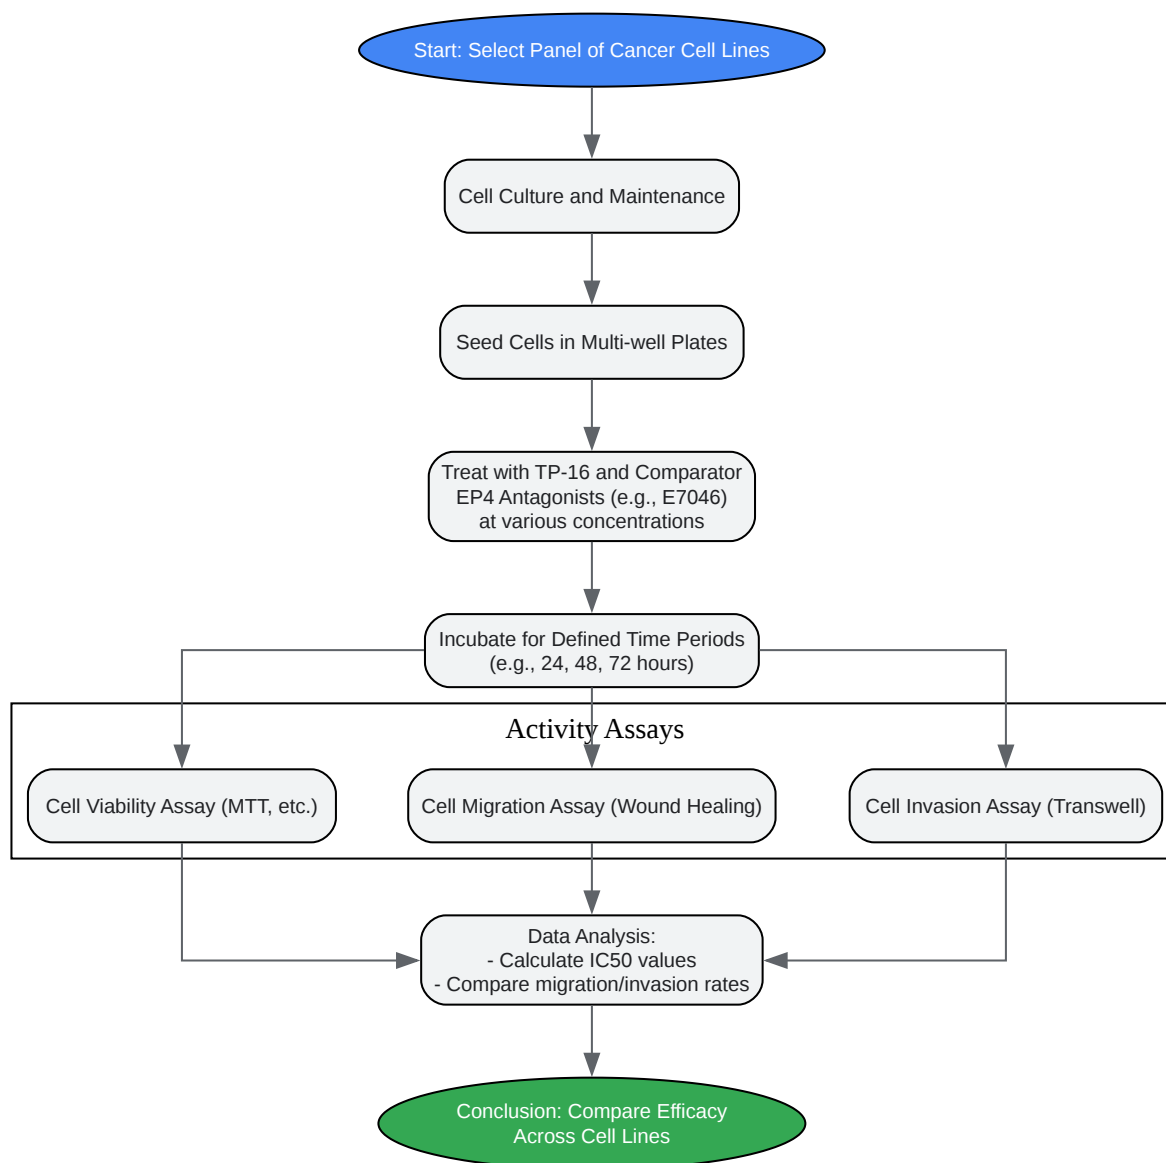 Start: Select Panel of Cancer Cell Lines
Cell Culture and Maintenance
Seed Cells in Multi-well Plates
Treat with TP-16 and Comparator
EP4 Antagonists (e.g., E7046)
at various concentrations
Incubate for Defined Time Periods
(e.g., 24, 48, 72 hours)
Activity Assays
Cell Viability Assay (MTT, etc.)
Cell Migration Assay (Wound Healing)
Cell Invasion Assay (Transwell)
Data Analysis:
- Calculate IC50 values
- Compare migration/invasion rates
Conclusion: Compare Efficacy
Across Cell Lines